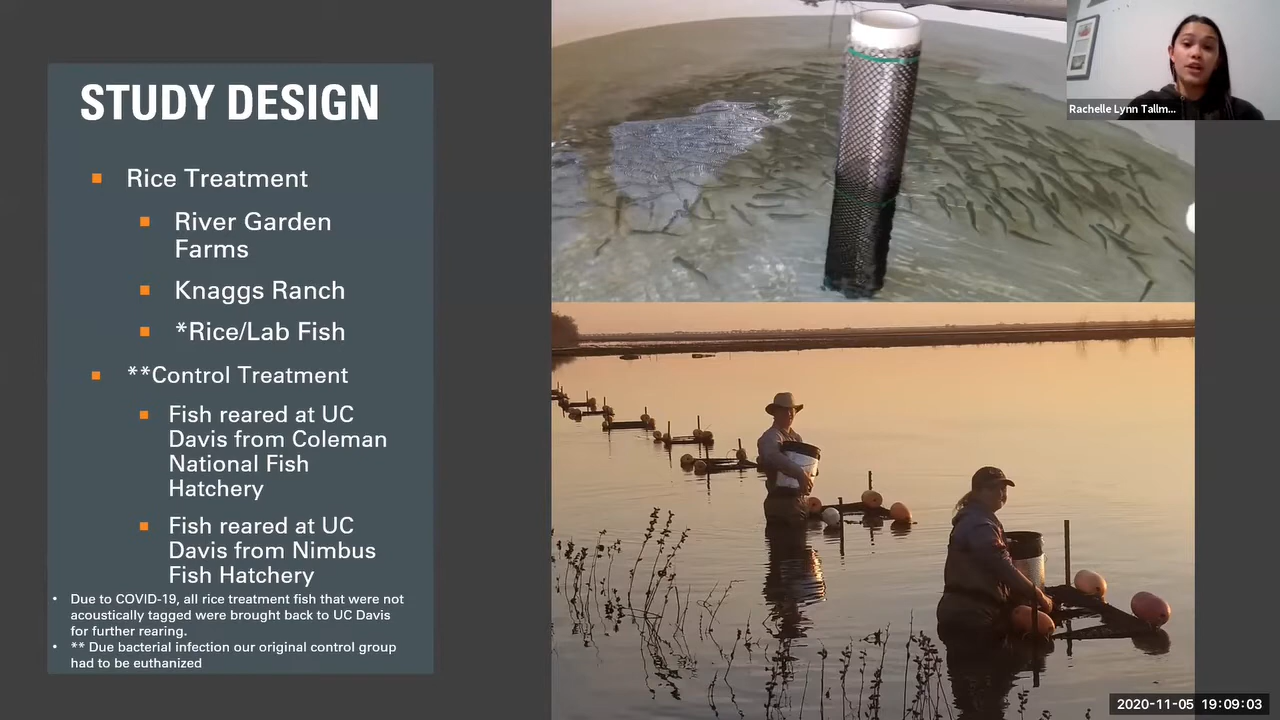 STUDY DESIGN
Rice Treatment
River Garden
Farms
Knaggs Ranch
*Rice/Lab Fish
**Control Treatment
Fish reared at UC
Davis from Coleman
National Fish
Hatchery
Fish reared at UC
Davis from Nimbus
Fish Hatchery
Due to COVID-19, all rice treatment fish that were not
acoustically tagged were brought back to UC Davis
for further rearing.
** Due bacterial infection our original control group
had to be euthanized
Rachelle Lynn Tallm...
2020-11-05 19:09:03